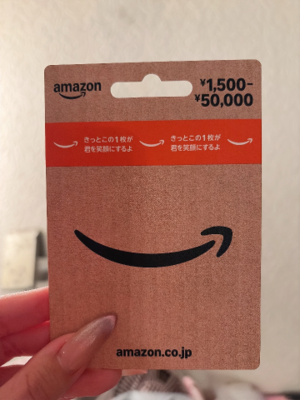 amazon
¥1,500-
¥50,000
きっとこの1枚が
君を笑顔にするよ
きっとこの1枚が
君を笑顔にするよ
amazon.co.jp